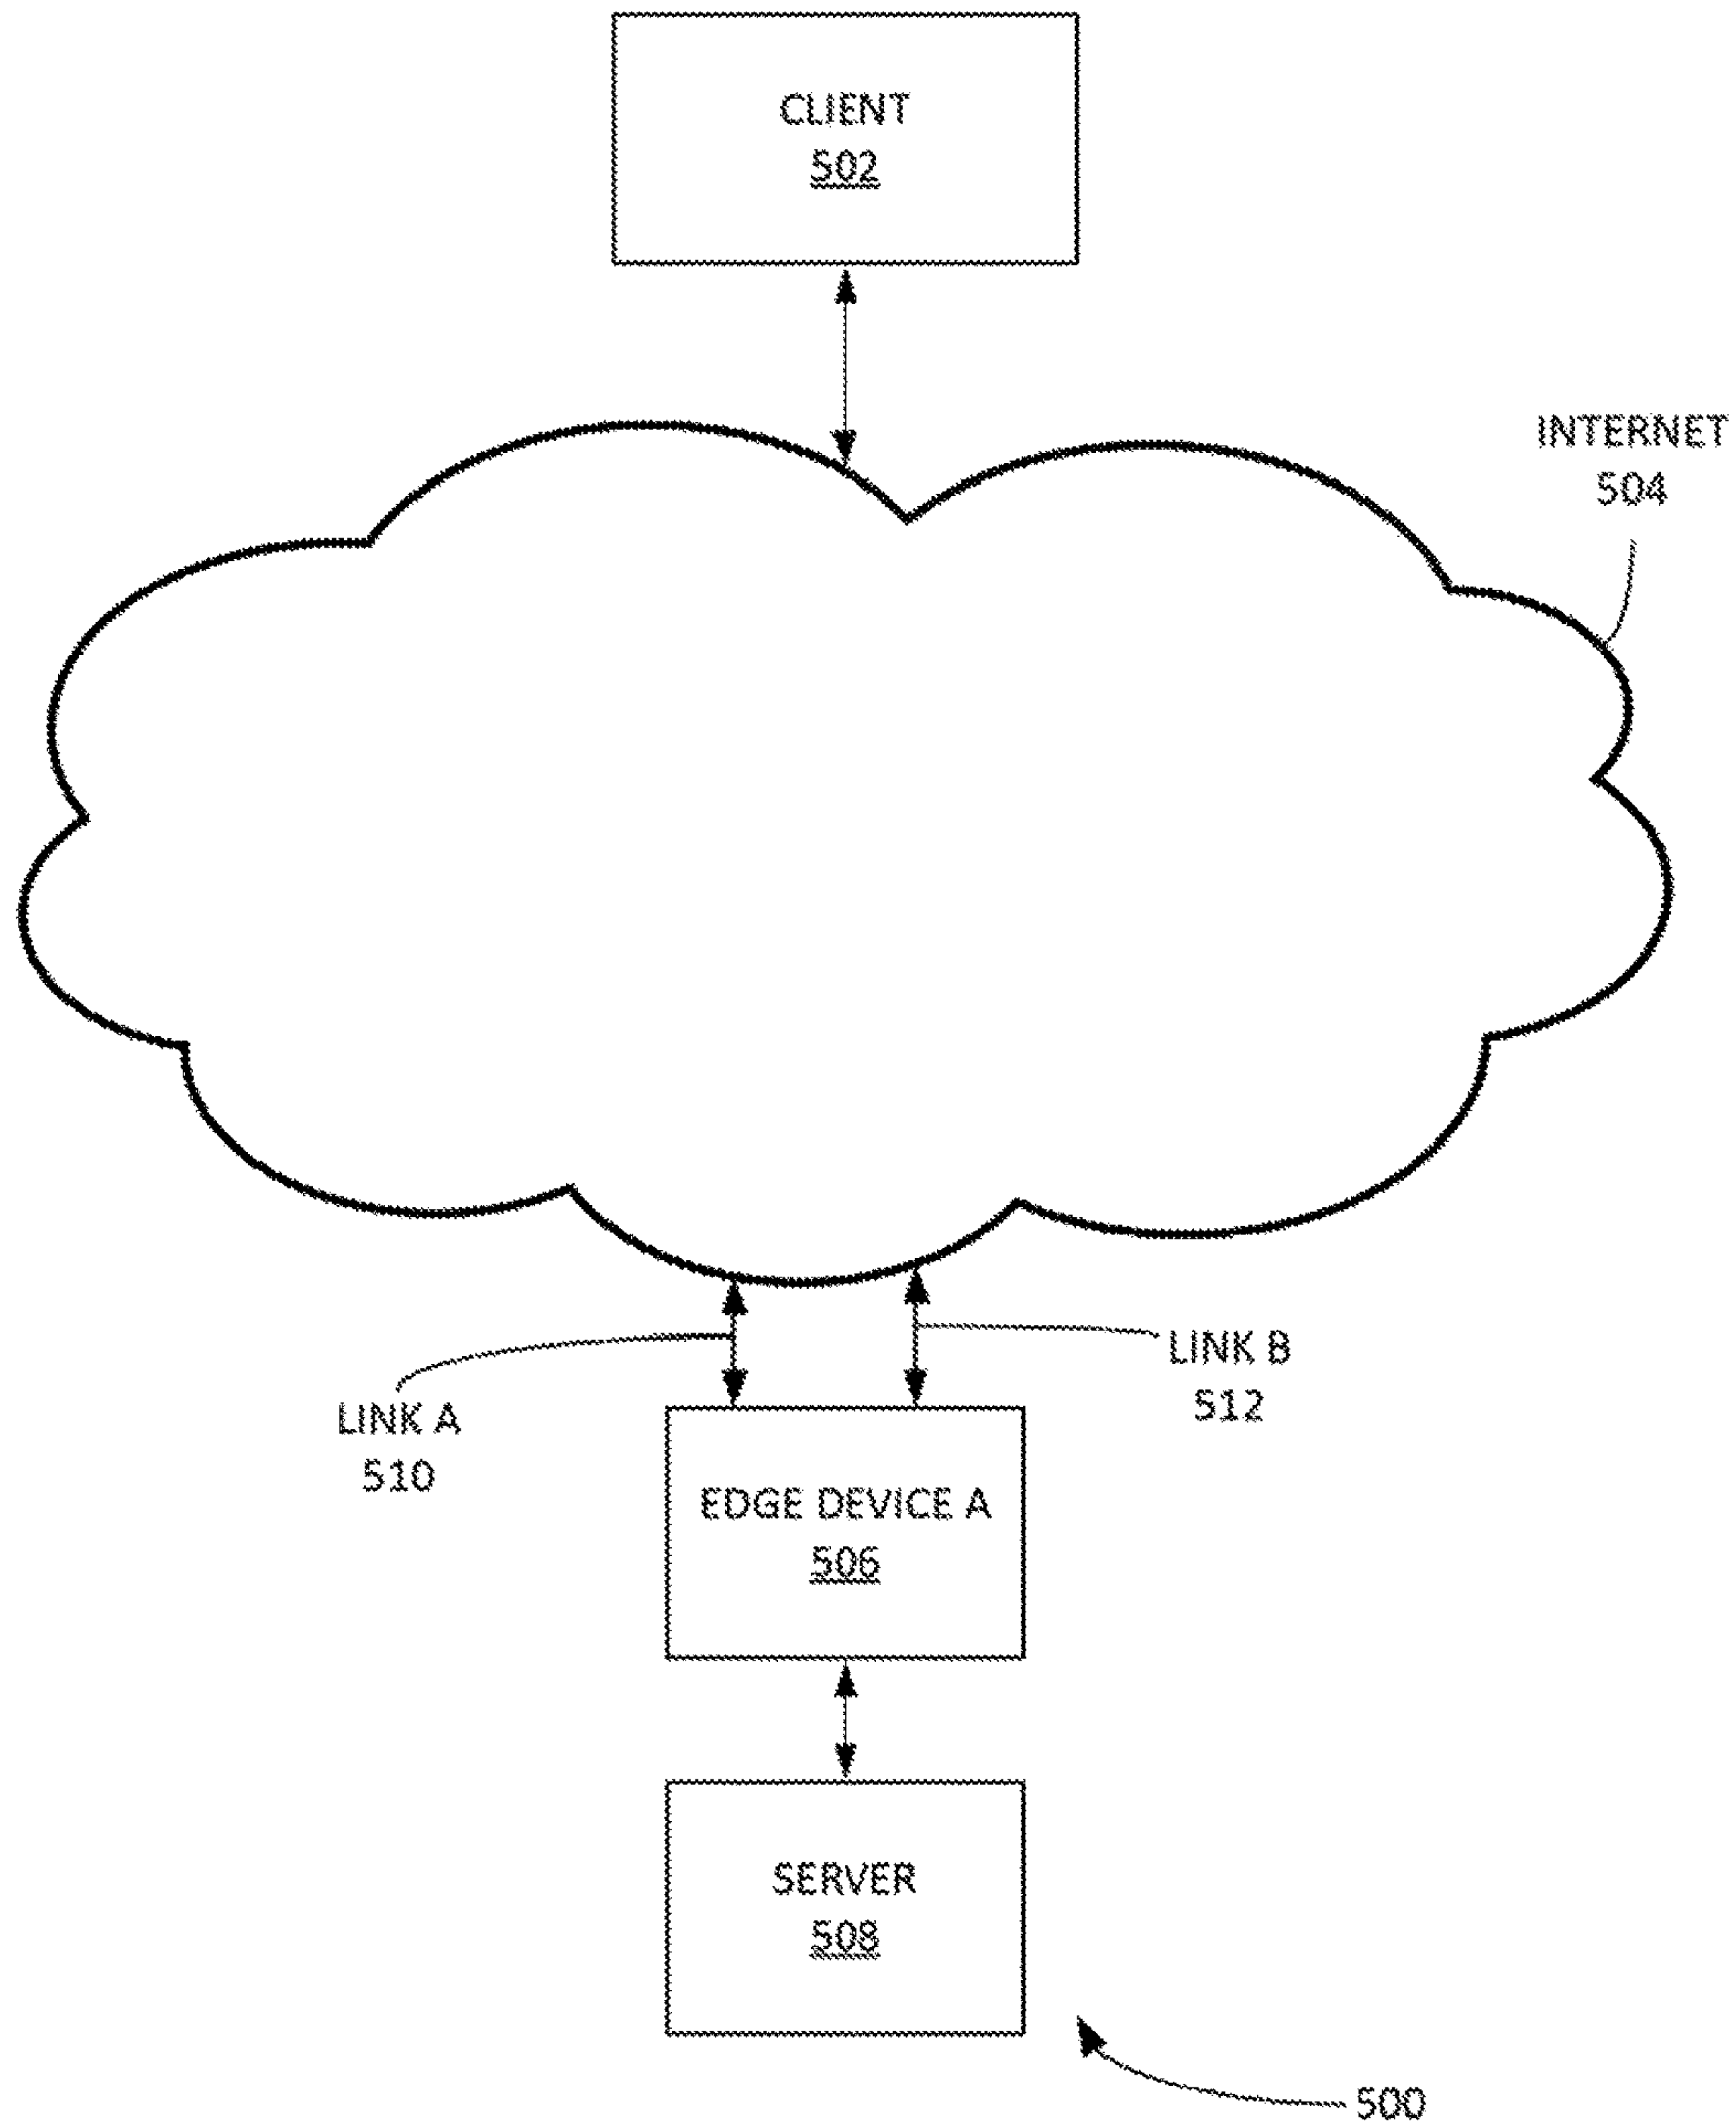 CLIENT
502
INTERNET
504
LINK A
510
LINK B
512
EDGE DEVICE A
506
SERVER
508
500